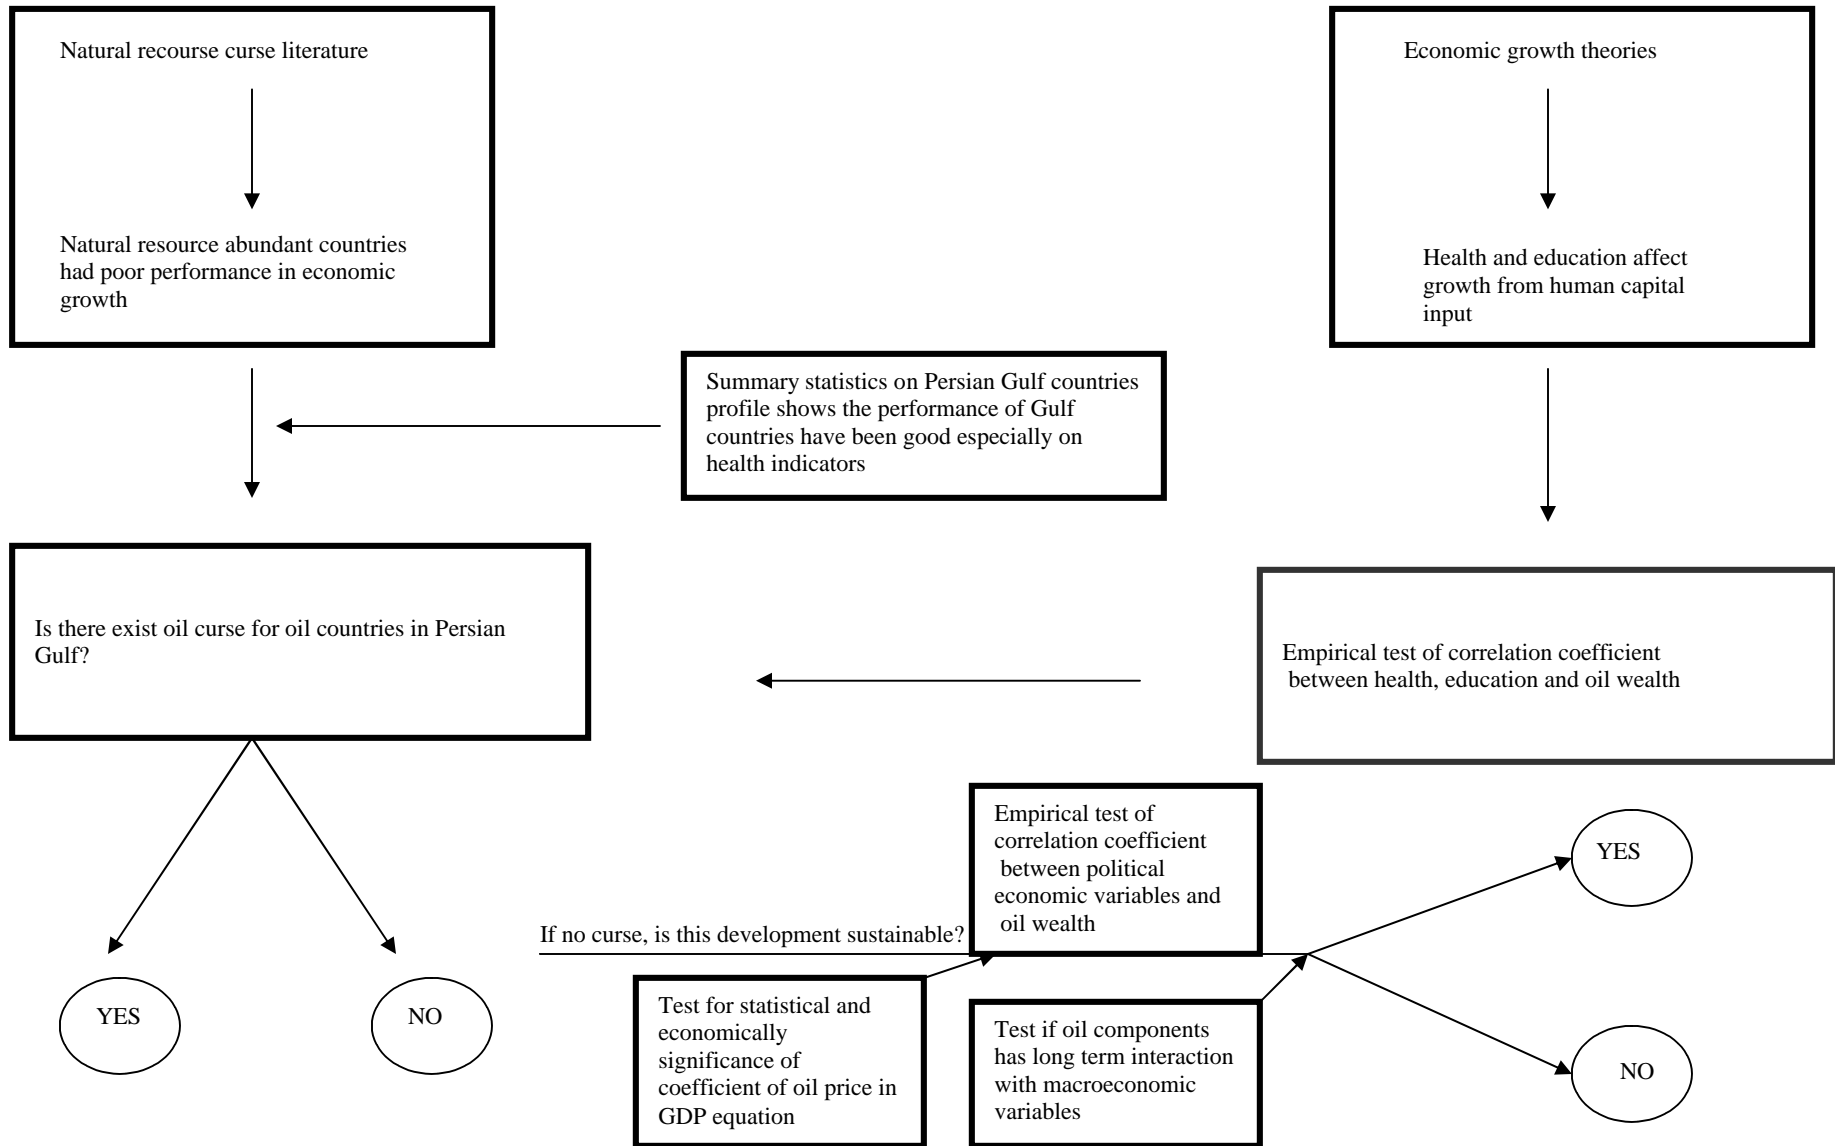 Natural recourse curse literature
Economic growth theories
Natural resource abundant countries
had poor performance in economic
growth
Health and education affect
growth from human capital
input
Summary statistics on Persian Gulf countries
profile shows the performance of Gulf
countries have been good especially on
health indicators
Is there exist oil curse for oil countries in Persian
Gulf?
Empirical test of correlation coefficient
between health, education and oil wealth
Empirical test of
correlation coefficient
between political
economic variables and
oil wealth
YES
If no curse, is this development sustainable?
YES
NO
Test for statistical and
economically
significance of
coefficient of oil price in
GDP equation
Test if oil components
has long term interaction
with macroeconomic
variables
NO